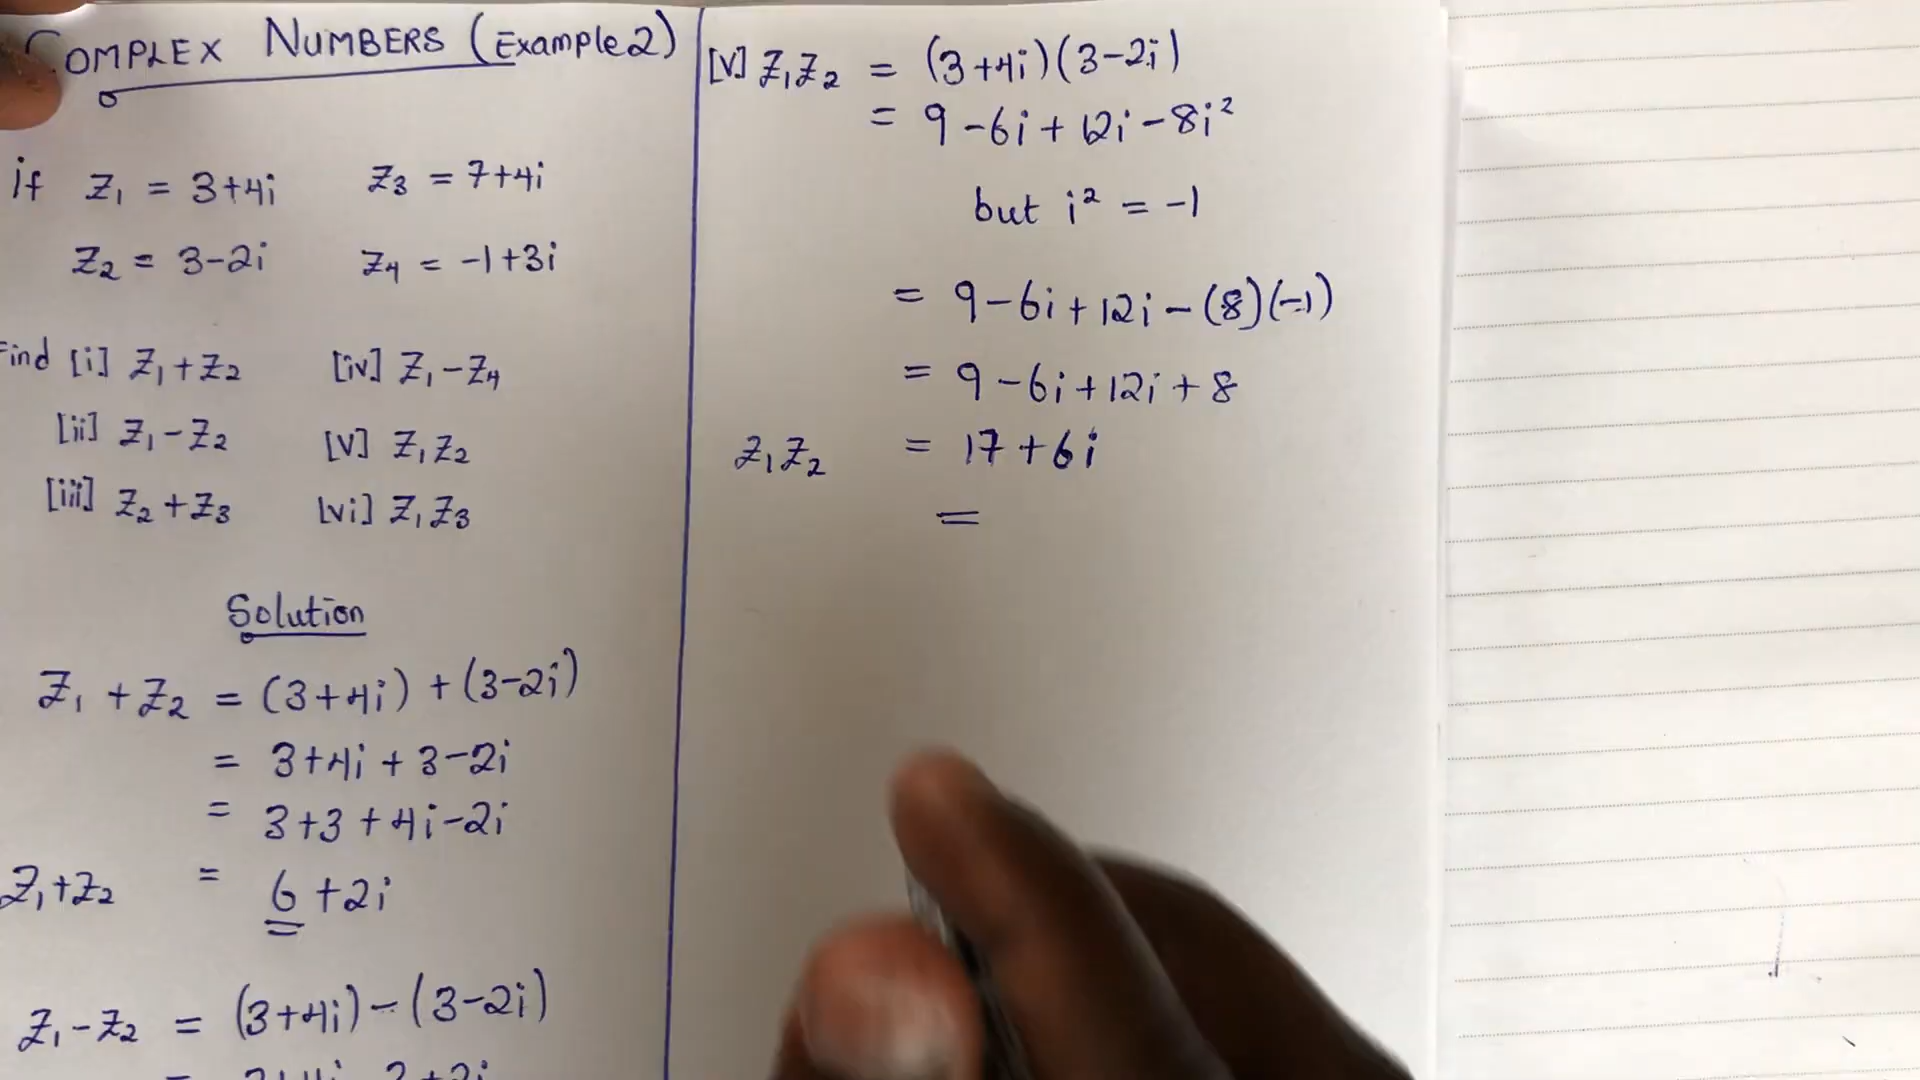 COMPLEX NUMBERS (Example 2)
if Z₁ = 3+4i Z₃ = 7+4i
Z₂ = 3-2i Z₄ = -1+3i
Find [i] Z₁+Z₂ [iv] Z₁-Z₄
[ii] Z₁-Z₂ [V] Z₁Z₂
[iii] Z₂+Z₃ [vi] Z₁Z₃
Solution
Z₁+Z₂ = (3+4i)+(3-2i)
= 3+4i+3-2i
= 3+3+4i-2i
Z₁+Z₂ = 6+2i
Z₁-Z₂ = (3+4i)-(3-2i)
[V] Z₁Z₂ = (3+4i)(3-2i)
= 9-6i+12i-8i²
but i² = -1
= 9-6i+12i-(8)(-1)
= 9-6i+12i+8
Z₁Z₂ = 17+6i